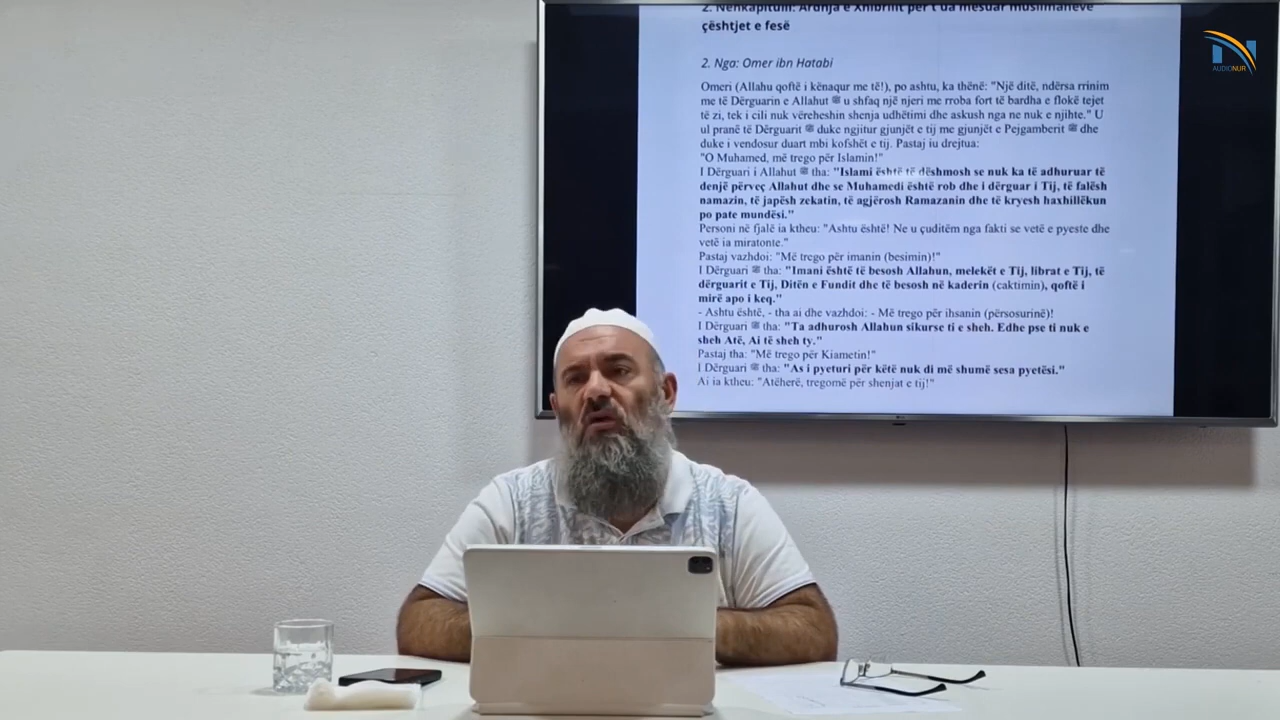 2. Nënkapitull: Ardhja e Xhibrilit për t'ua mësuar muslimanëve
çështjet e fesë
2. Nga: Omer ibn Hatabi
Omeri (Allahu qoftë i kënaqur me të!), po ashtu, ka thënë: "Një ditë, ndërsa rrinim
me të Dërguarin e Allahut ﷺ u shfaq një njeri me rroba fort të bardha e flokë tejet
të zi, tek i cili nuk vërheshin shenja udhëtimi dhe askush nga ne nuk e njihte." U
ul pranë të Dërguarit ﷺ duke ngjitur gjunjët e tij me gjunjët e Pejgamberit ﷺ dhe
duke i vendosur duart mbi kofshët e tij. Pastaj iu drejtua:
"O Muhamed, më trego për Islamin!"
I Dërguari i Allahut ﷺ tha: "Islami është të dëshmosh se nuk ka të adhuruar të
denjë përveç Allahut dhe se Muhamedi është rob dhe i dërguar i Tij, të falësh
namazin, të japësh zekatin, të agjërosh Ramazanin dhe të kryesh haxhillëkun
po pate mundësi."
Personi në fjalë ia ktheu: "Ashtu është! Ne u çuditëm nga fakti se vetë e pyeste dhe
vetë ia miratonte."
Pastaj vazhdoi: "Më trego për imanin (besimin)!"
I Dërguari ﷺ tha: "Imani është të besosh Allahun, melekët e Tij, librat e Tij, të
dërguarit e Tij, Ditën e Fundit dhe të besosh në kaderin (caktimin), qoftë i
mirë apo i keq."
- Ashtu është, - tha ai dhe vazhdoi: - Më trego për ihsanin (përsosurinë)!
I Dërguari ﷺ tha: "Ta adhurosh Allahun sikurse ti e sheh. Edhe pse ti nuk e
sheh Atë, Ai të sheh ty."
Pastaj tha: "Më trego për Kiametin!"
I Dërguari ﷺ tha: "As i pyeturi për këtë nuk di më shumë sesa pyetësi."
Ai ia ktheu: "Atëherë, tregomë për shenjat e tij!"
AUDIONUR
LG